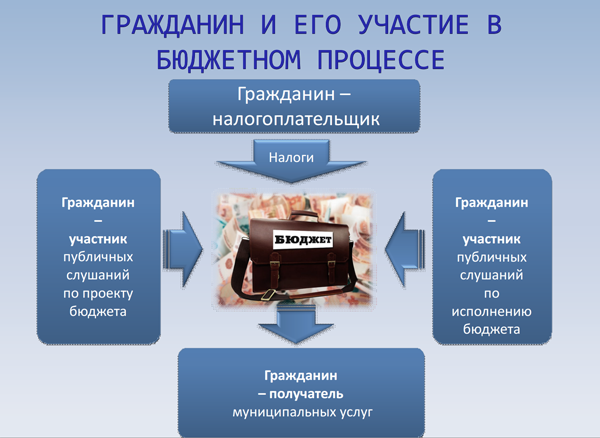 ГРАЖДАНИН И ЕГО УЧАСТИЕ В
БЮДЖЕТНОМ ПРОЦЕССЕ
Гражданин –
налогоплательщик
Налоги
Гражданин
–
участник
публичных
слушаний
по проекту
бюджета
БЮДЖЕТ
Гражданин
–
участник
публичных
слушаний
по
исполнению
бюджета
Гражданин
– получатель
муниципальных услуг